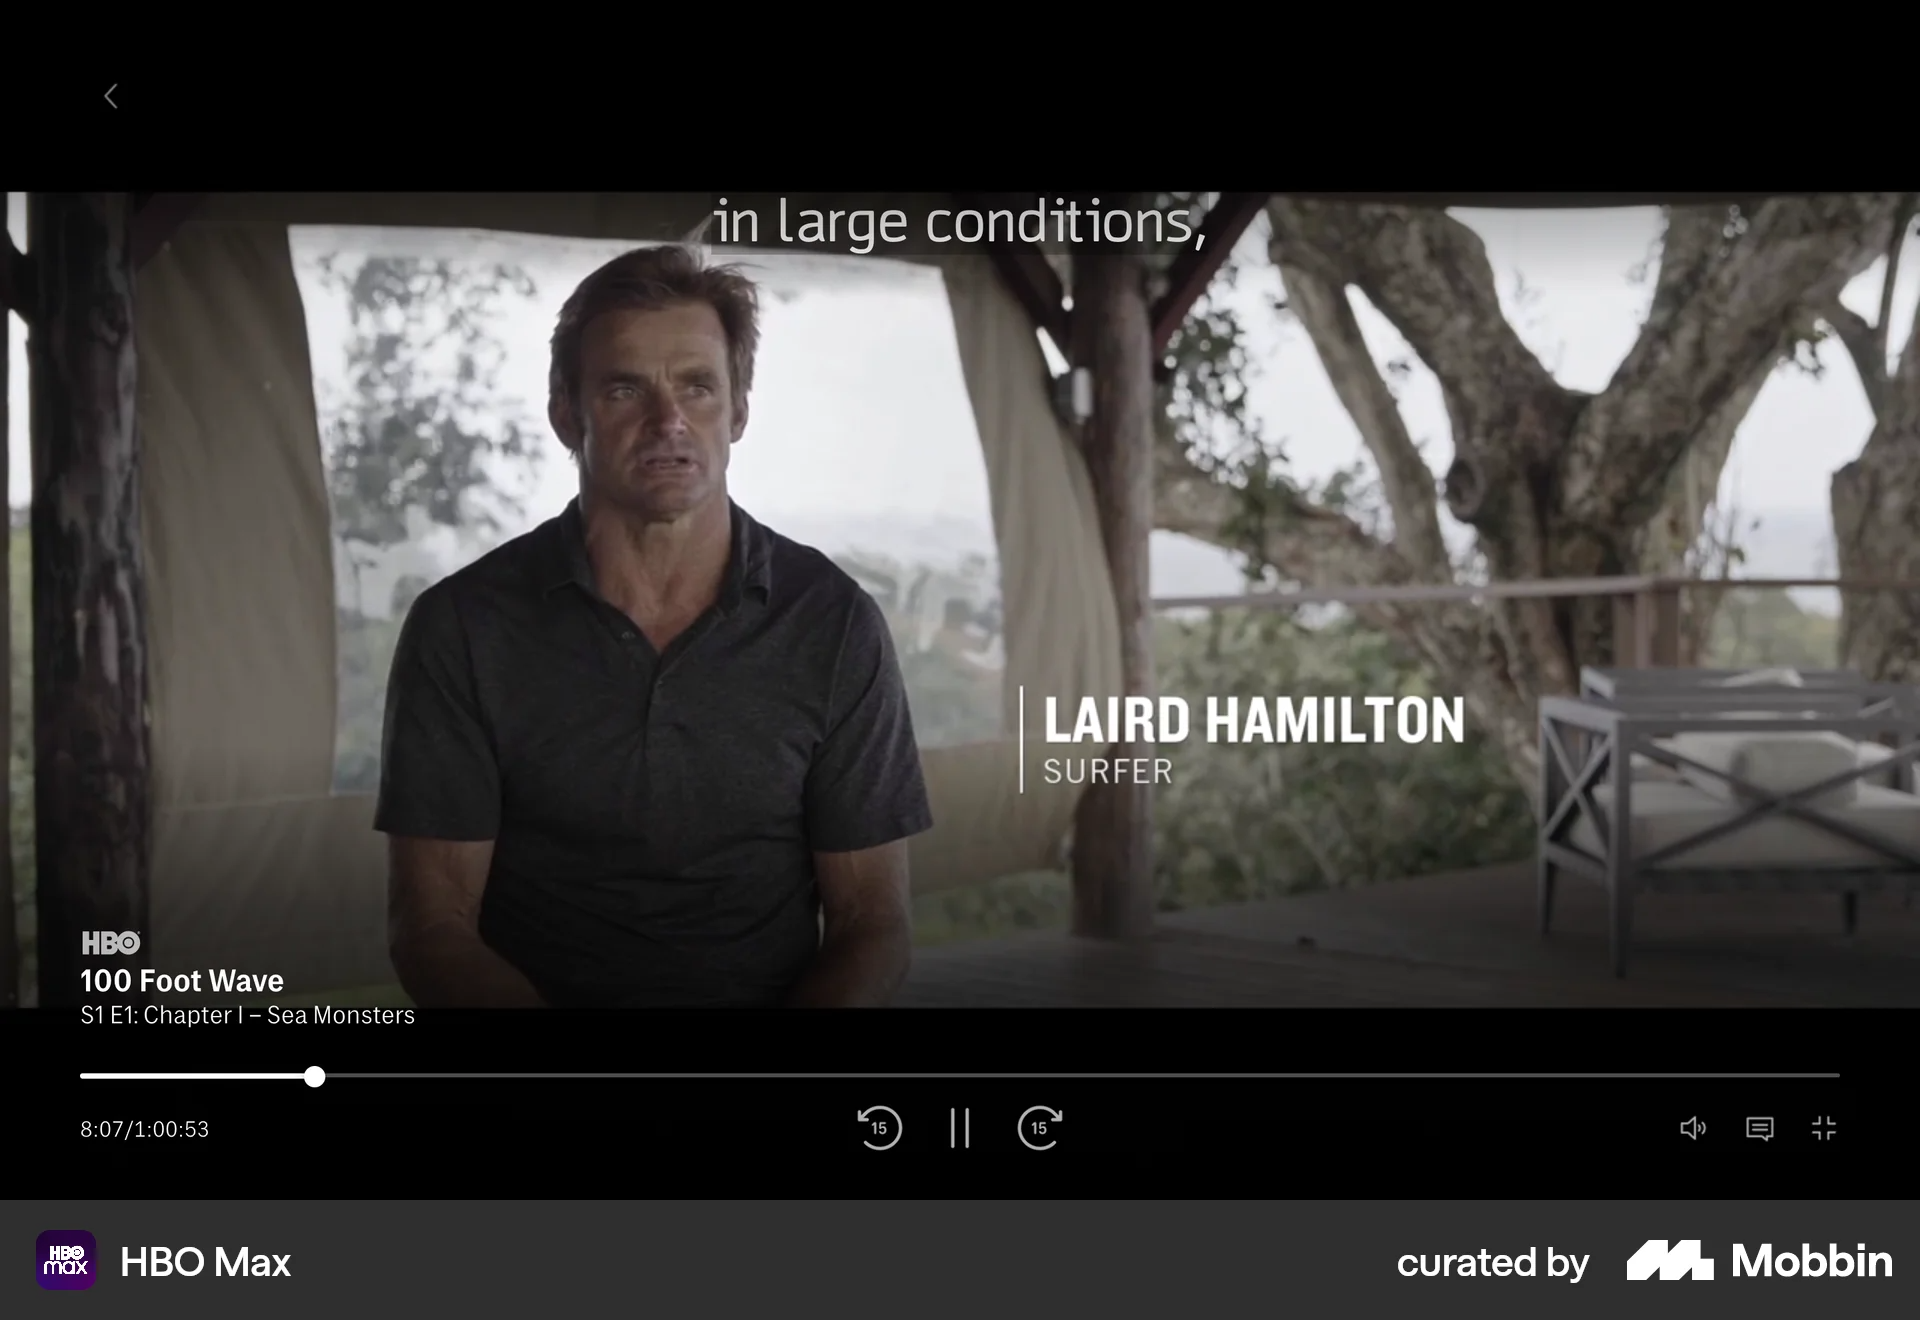 in large conditions,
LAIRD HAMILTON
SURFER
HBO
100 Foot Wave
S1 E1: Chapter I – Sea Monsters
8:07/1:00:53
15
15
HBO
max
HBO Max
curated by
Mobbin